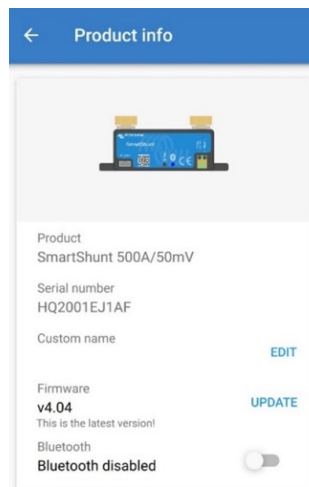 Product info
SmartShunt
Product
SmartShunt 500A/50mV
Serial number
HQ2001EJ1AF
Custom name
EDIT
Firmware
v4.04
UPDATE
This is the latest version!
Bluetooth
Bluetooth disabled